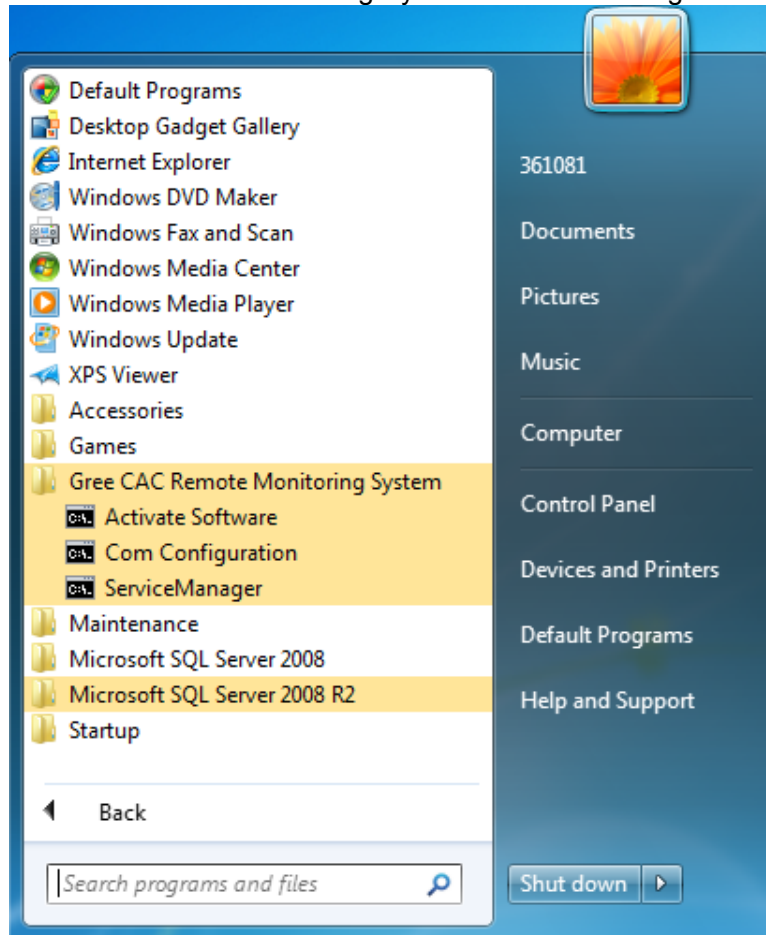 Default Programs
Desktop Gadget Gallery
Internet Explorer
Windows DVD Maker
Windows Fax and Scan
Windows Media Center
Windows Media Player
Windows Update
XPS Viewer
Accessories
Games
Gree CAC Remote Monitoring System
Activate Software
Com Configuration
ServiceManager
Maintenance
Microsoft SQL Server 2008
Microsoft SQL Server 2008 R2
Startup
Back
Search programs and files
361081
Documents
Pictures
Music
Computer
Control Panel
Devices and Printers
Default Programs
Help and Support
Shut down